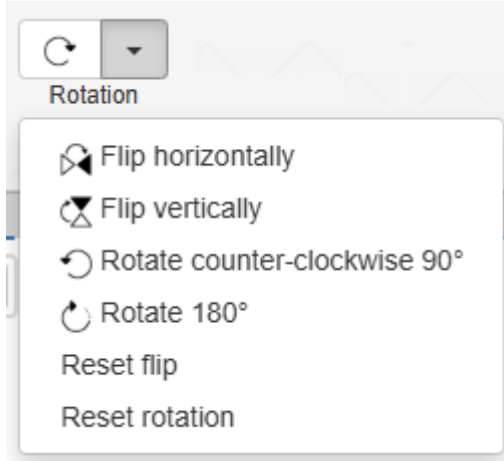 Rotation
Flip horizontally
Flip vertically
Rotate counter-clockwise 90°
Rotate 180°
Reset flip
Reset rotation